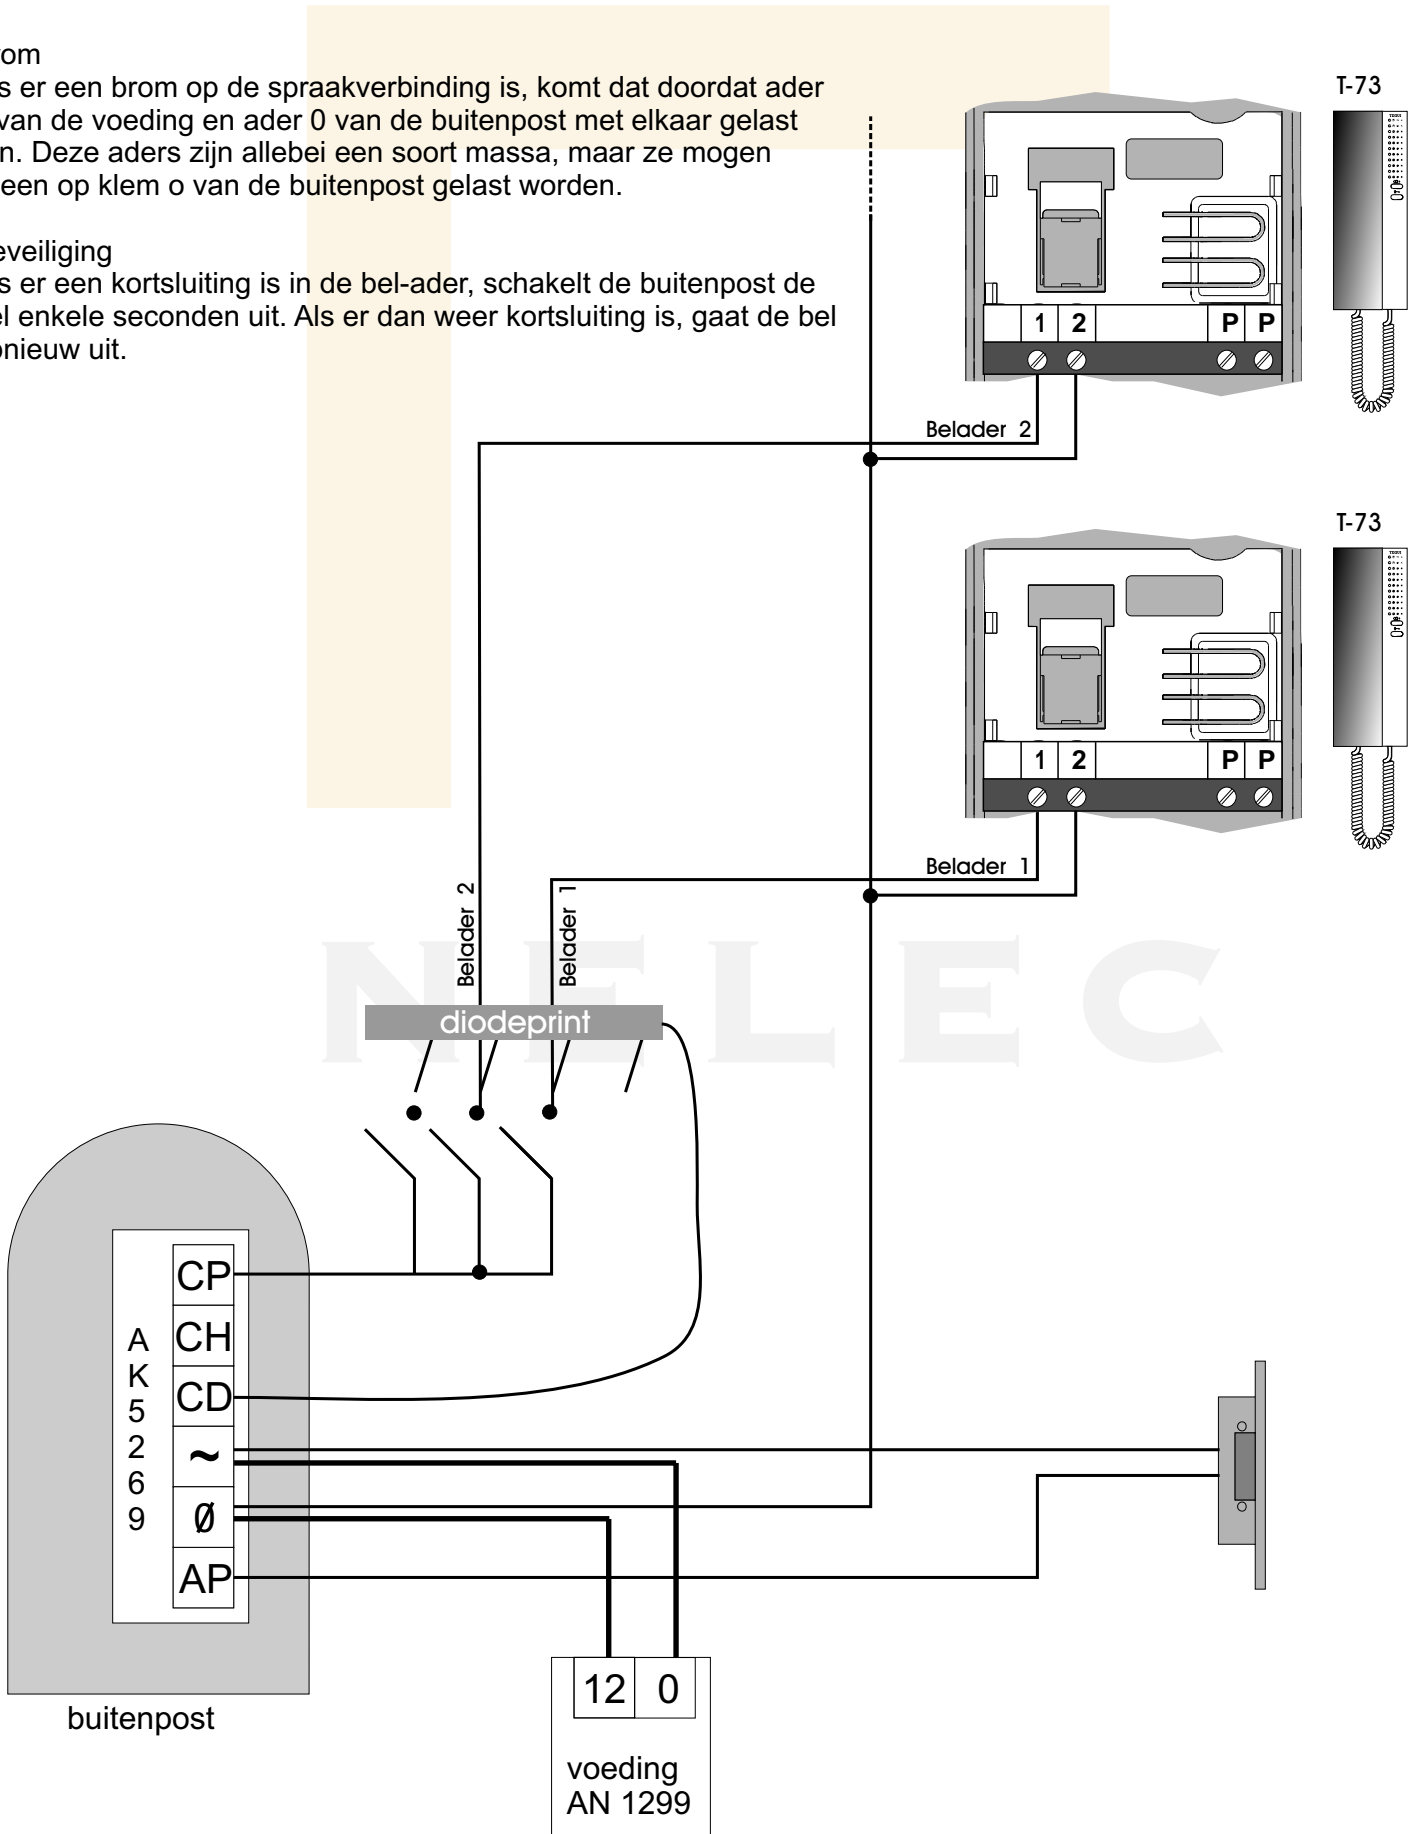 om
s er een brom op de spraakverbinding is, komt dat doordat ader
van de voeding en ader 0 van de buitenpost met elkaar gelast
n. Deze aders zijn allebei een soort massa, maar ze mogen
een op klem o van de buitenpost gelast worden.
eveiliging
s er een kortsluiting is in de bel-ader, schakelt de buitenpost de
el enkele seconden uit. Als er dan weer kortsluiting is, gaat de bel
pnieuw uit.
T-73
1 2 P P
Belader 2
T-73
1 2 P P
Belader 1
Belader 2
Belader 1
NELEC
diodeprint
AK5269
CP
CH
CD
~
Ø
AP
buitenpost
12 0
voeding
AN 1299